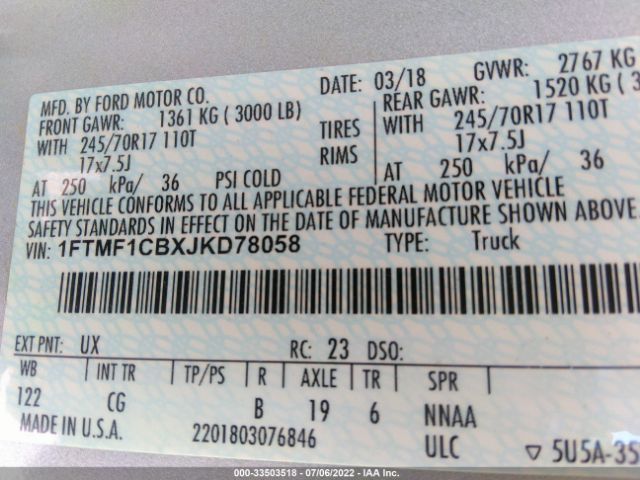 MFD. BY FORD MOTOR CO. DATE: 03/18 GVWR: 2767 KG
FRONT GAWR: 1361 KG ( 3000 LB) REAR GAWR: 1520 KG ( 3
WITH 245/70R17 110T TIRES WITH 245/70R17 110T
17x7.5J RIMS 17x7.5J
AT 250 kPa/ 36 PSI COLD AT 250 kPa/ 36
THIS VEHICLE CONFORMS TO ALL APPLICABLE FEDERAL MOTOR VEHICLE
SAFETY STANDARDS IN EFFECT ON THE DATE OF MANUFACTURE SHOWN ABOVE
VIN: 1FTMF1CBXJKD78058 TYPE: Truck
EXT PNT: UX RC: 23 DSO:
WB INT TR TP/PS R AXLE TR SPR
122 CG B 19 6 NNAA
MADE IN U.S.A. 2201803076846 ULC ▽ 5U5A-35
000-33503518 - 07/06/2022 - IAA Inc.